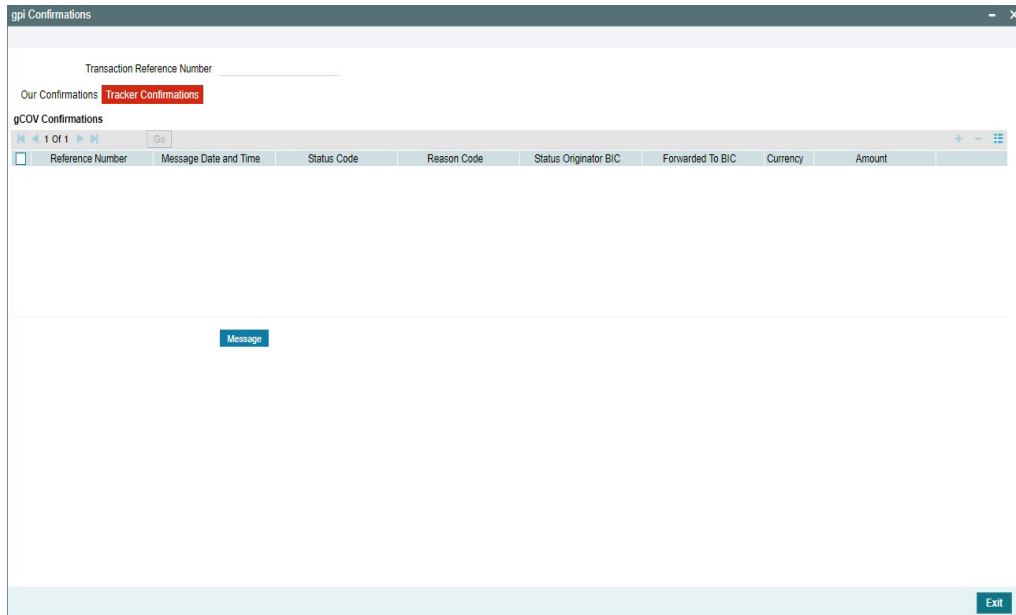 gpi Confirmations
Transaction Reference Number
Our Confirmations Tracker Confirmations
gCOV Confirmations
1 Of 1 Go
Reference Number Message Date and Time Status Code Reason Code Status Originator BIC Forwarded To BIC Currency Amount
Message
Exit